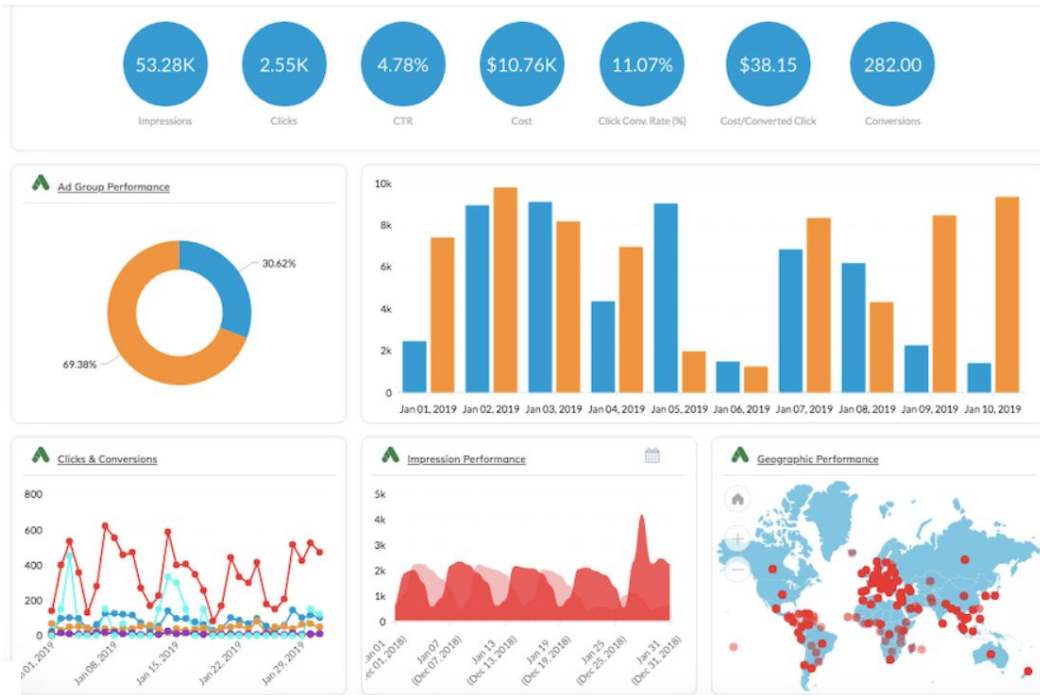 53.28K 2.55K 4.78% $10.76K 11.07% $38.15 282.00
Impressions Clicks CTR Cost Click Conv. Rate (%) Cost/Converted Click Conversions
Ad Group Performance
30.62%
69.38%
10k
8k
6k
4k
2k
0
Jan 01, 2019 Jan 02, 2019 Jan 03, 2019 Jan 04, 2019 Jan 05, 2019 Jan 06, 2019 Jan 07, 2019 Jan 08, 2019 Jan 09, 2019 Jan 10, 2019
Clicks & Conversions
800
600
400
200
0
01, 2019
Jan 08, 2019
Jan 15, 2019
Jan 22, 2019
Jan 29, 2019
Impression Performance
5k
4k
3k
2k
1k
0
01
01, 2018)
Jan 07
(Dec 07, 2018)
Jan 13
(Dec 13, 2018)
Jan 19
(Dec 19, 2018)
Jan 25
(Dec 25, 2018)
Jan 31
(Dec 31, 2018)
Geographic Performance
+
−